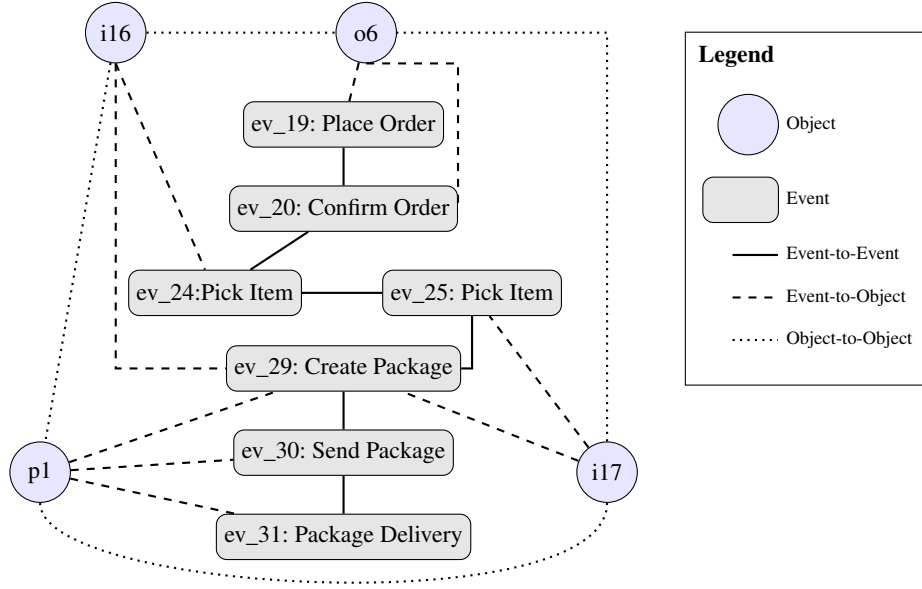 i16
o6
ev_19: Place Order
ev_20: Confirm Order
ev_24:Pick Item
ev_25: Pick Item
ev_29: Create Package
ev_30: Send Package
p1
i17
ev_31: Package Delivery
Legend
Object
Event
Event-to-Event
Event-to-Object
Object-to-Object